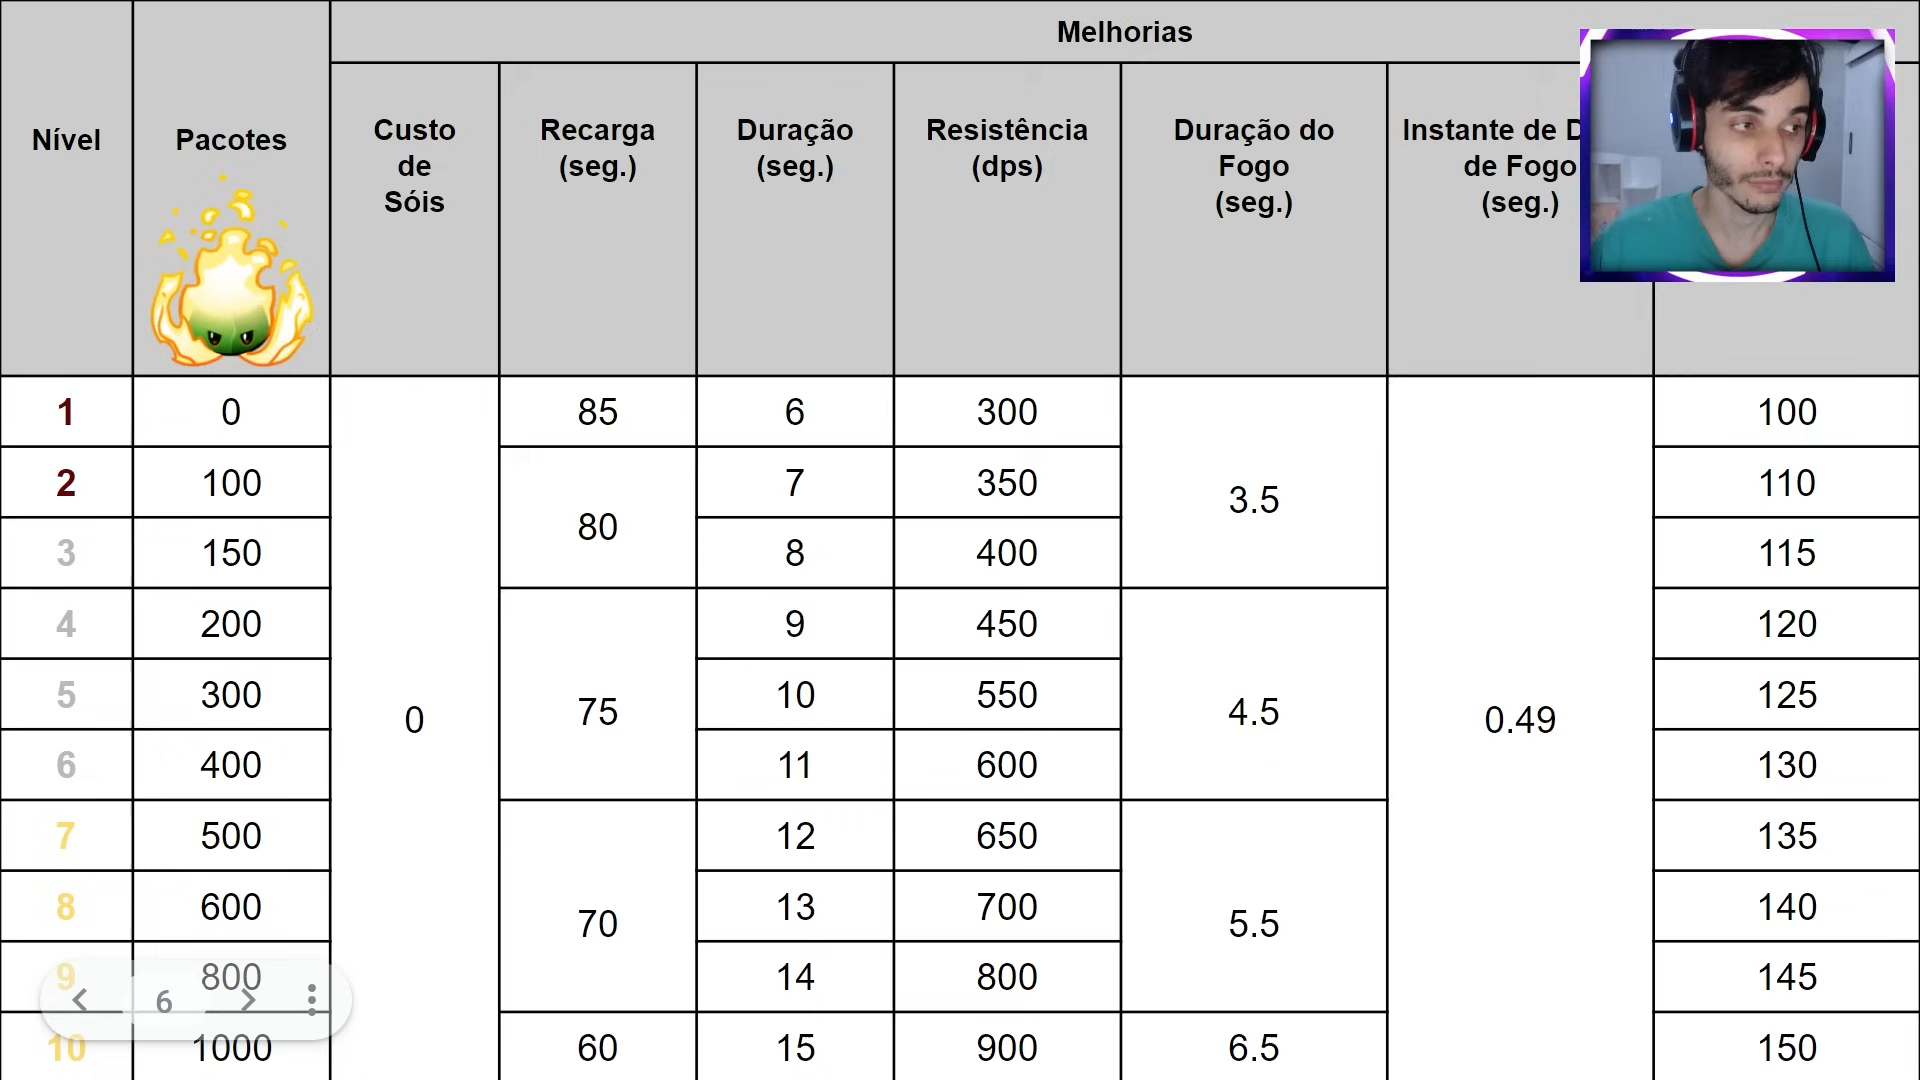 Melhorias
Nível
Pacotes
Custo
de
Sóis
Recarga
(seg.)
Duração
(seg.)
Resistência
(dps)
Duração do
Fogo
(seg.)
Instante de
de Fogo
(seg.)
1 0 85 6 300 100
2 100 7 350 110
3.5
80
3 150 8 400 115
4 200 9 450 120
5 300 10 550 125
0 75 4.5 0.49
6 400 11 600 130
7 500 12 650 135
8 600 13 700 140
70 5.5
9 800 14 800 145
6
10 1000 60 15 900 6.5 150